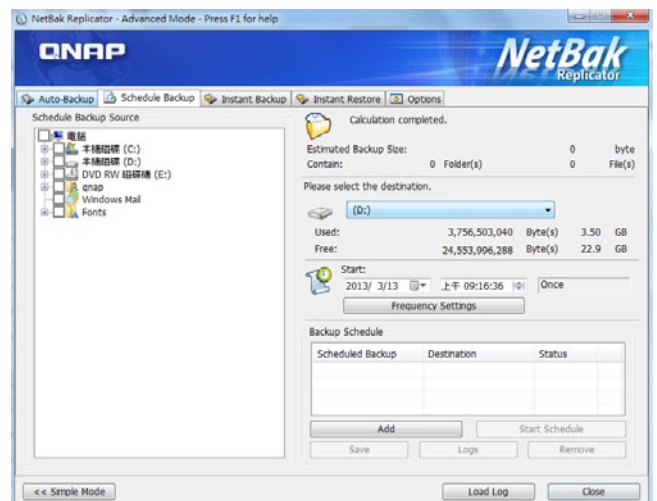 NetBak Replicator - Advanced Mode - Press F1 for help
QNAP
NetBak
Replicator
Auto-Backup Schedule Backup Instant Backup Instant Restore Options
Schedule Backup Source
電腦
本機磁碟 (C:)
本機磁碟 (D:)
DVD RW 磁碟機 (E:)
qnap
Windows Mail
Fonts
Calculation completed.
Estimated Backup Size: 0 byte
Contain: 0 Folder(s) 0 File(s)
Please select the destination.
(D:)
Used: 3,756,503,040 Byte(s) 3.50 GB
Free: 24,553,996,288 Byte(s) 22.9 GB
Start:
2013/ 3/13 上午 09:16:36 Once
Frequency Settings
Backup Schedule
Scheduled Backup Destination Status
Add Start Schedule
Save Logs Remove
<< Simple Mode Load Log Close